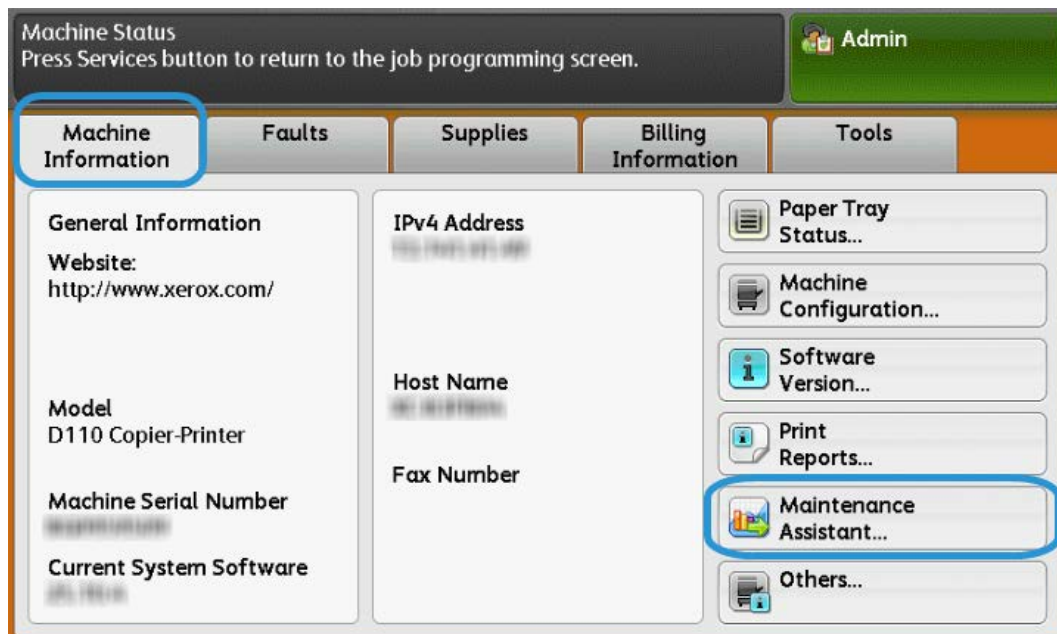 Machine Status
Press Services button to return to the job programming screen.
Admin
Machine
Information
Faults
Supplies
Billing
Information
Tools
General Information
Website:
http://www.xerox.com/
Model
D110 Copier-Printer
Machine Serial Number
Current System Software
IPv4 Address
Host Name
Fax Number
Paper Tray
Status...
Machine
Configuration...
Software
Version...
Print
Reports...
Maintenance
Assistant...
Others...